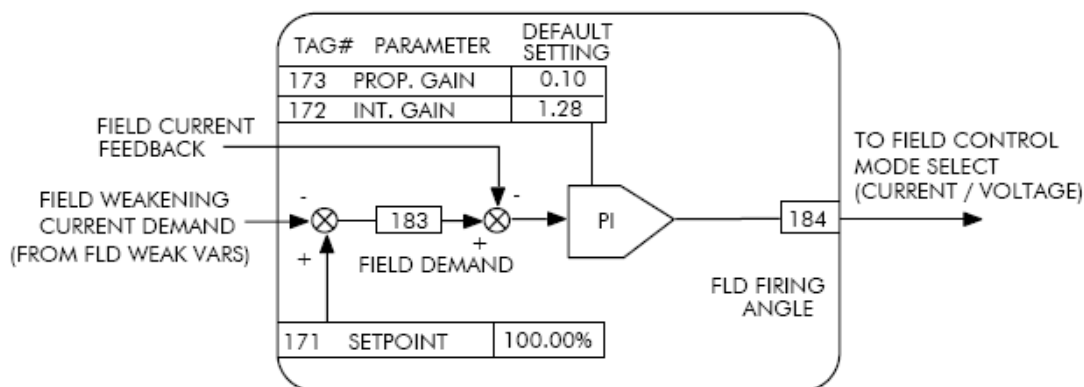 TAG# PARAMETER DEFAULT SETTING
173 PROP. GAIN 0.10
172 INT. GAIN 1.28
FIELD CURRENT
FEEDBACK
TO FIELD CONTROL
MODE SELECT
(CURRENT / VOLTAGE)
FIELD WEAKENING
CURRENT DEMAND
(FROM FLD WEAK VARS)
-
+
183
-
+
FIELD DEMAND
PI
184
FLD FIRING
ANGLE
171 SETPOINT 100.00%